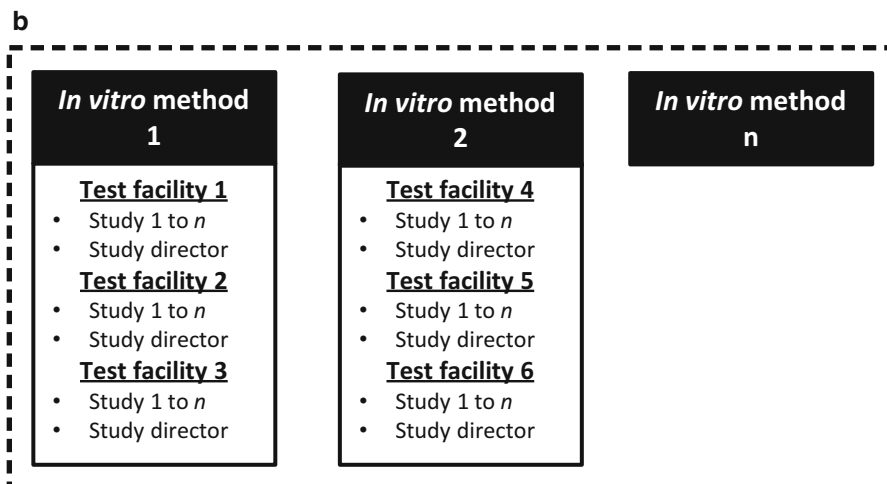 b
In vitro method
1
Test facility 1
• Study 1 to n
• Study director
Test facility 2
• Study 1 to n
• Study director
Test facility 3
• Study 1 to n
• Study director
In vitro method
2
Test facility 4
• Study 1 to n
• Study director
Test facility 5
• Study 1 to n
• Study director
Test facility 6
• Study 1 to n
• Study director
In vitro method
n